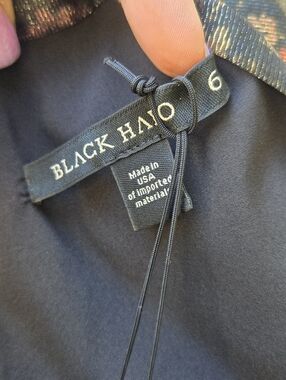 BLACK HALO
6
Made in
USA
of imported
materials